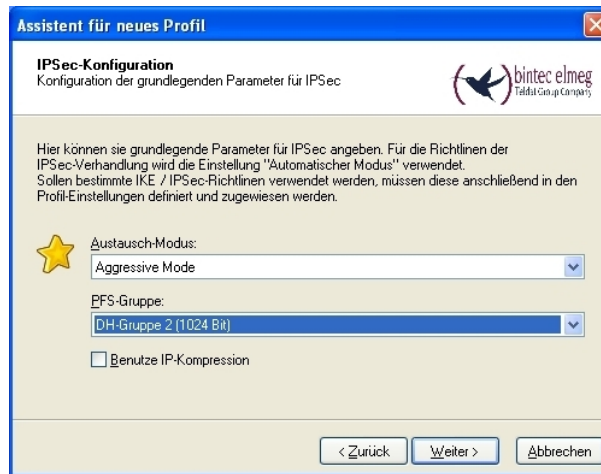 Assistent für neues Profil
IPSec-Konfiguration
Konfiguration der grundlegenden Parameter für IPSec
bintec elmeg
Teldat Group Company
Hier können sie grundlegende Parameter für IPSec angeben. Für die Richtlinen der
IPSec-Verhandlung wird die Einstellung "Automatischer Modus" verwendet.
Sollen bestimmte IKE / IPSec-Richtlinen verwendet werden, müssen diese anschließend in den
Profil-Einstellungen definiert und zugewiesen werden.
Austausch-Modus:
Aggressive Mode
PFS-Gruppe:
DH-Gruppe 2 (1024 Bit)
Benutze IP-Kompression
< Zurück Weiter > Abbrechen